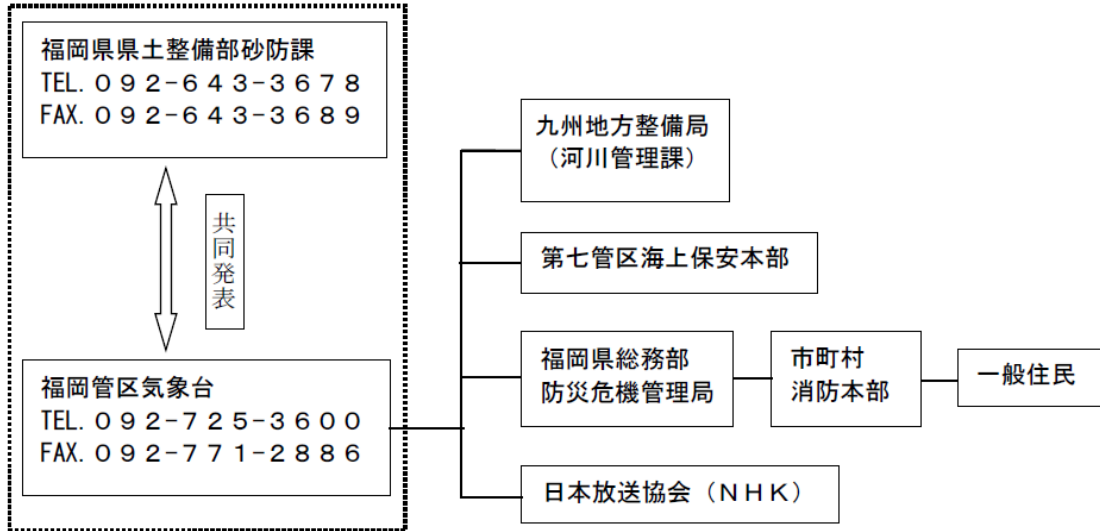 福岡県県土整備部砂防課
TEL.０９２-６４３-３６７８
FAX.０９２-６４３-３６８９
共同発表
福岡管区気象台
TEL.０９２-７２５-３６００
FAX.０９２-７７１-２８８６
九州地方整備局
（河川管理課）
第七管区海上保安本部
福岡県総務部
防災危機管理局
市町村
消防本部
一般住民
日本放送協会（ＮＨＫ）